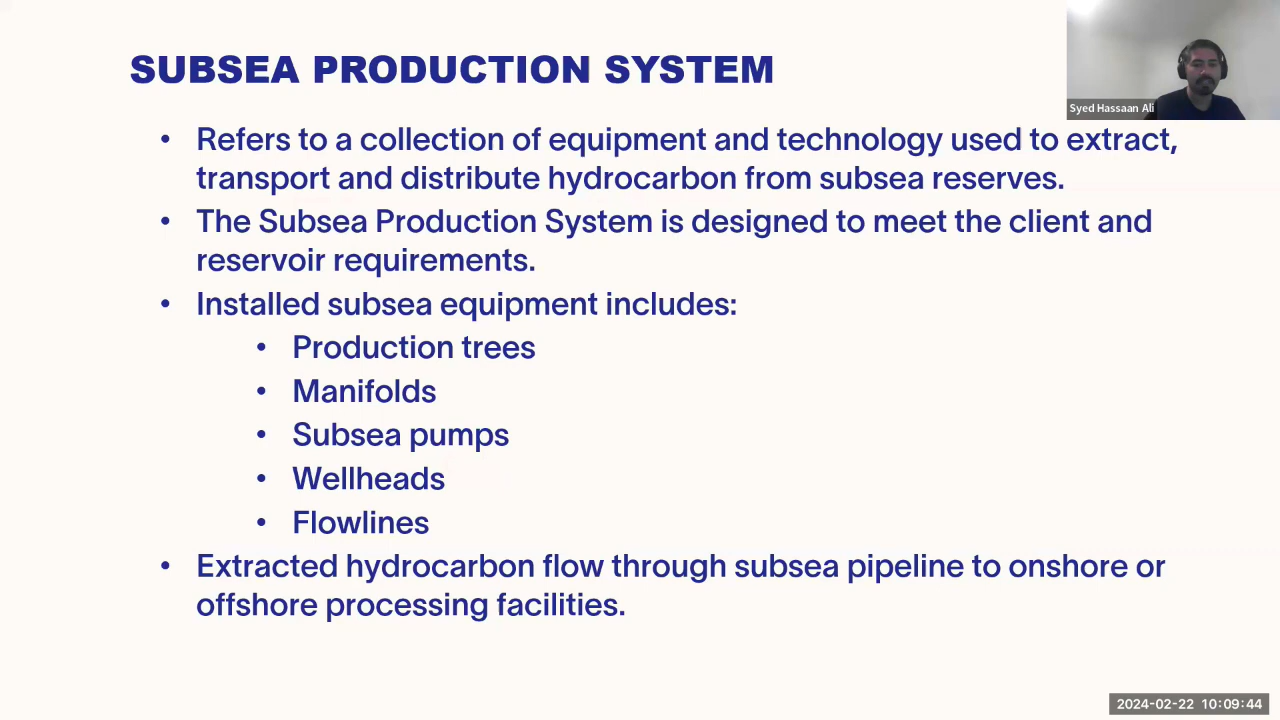 SUBSEA PRODUCTION SYSTEM
Syed Hassaan Ali
• Refers to a collection of equipment and technology used to extract,
transport and distribute hydrocarbon from subsea reserves.
• The Subsea Production System is designed to meet the client and
reservoir requirements.
• Installed subsea equipment includes:
• Production trees
• Manifolds
• Subsea pumps
• Wellheads
• Flowlines
• Extracted hydrocarbon flow through subsea pipeline to onshore or
offshore processing facilities.
2024-02-22 10:09:44